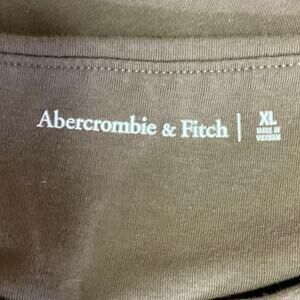 Abercrombie & Fitch | XL
MADE IN
VIETNAM